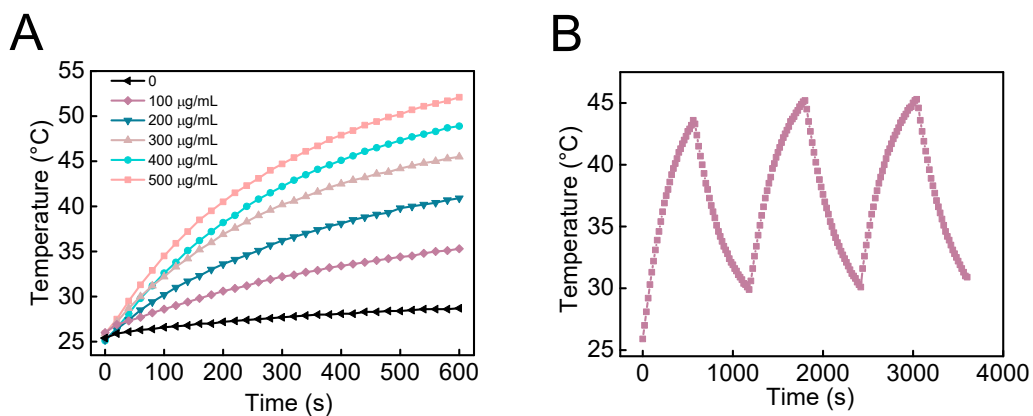 A
Temperature (°C)
55
50
45
40
35
30
25
0
100 μg/mL
200 μg/mL
300 μg/mL
400 μg/mL
500 μg/mL
0 100 200 300 400 500 600
Time (s)
B
Temperature (°C)
45
40
35
30
25
0 1000 2000 3000 4000
Time (s)